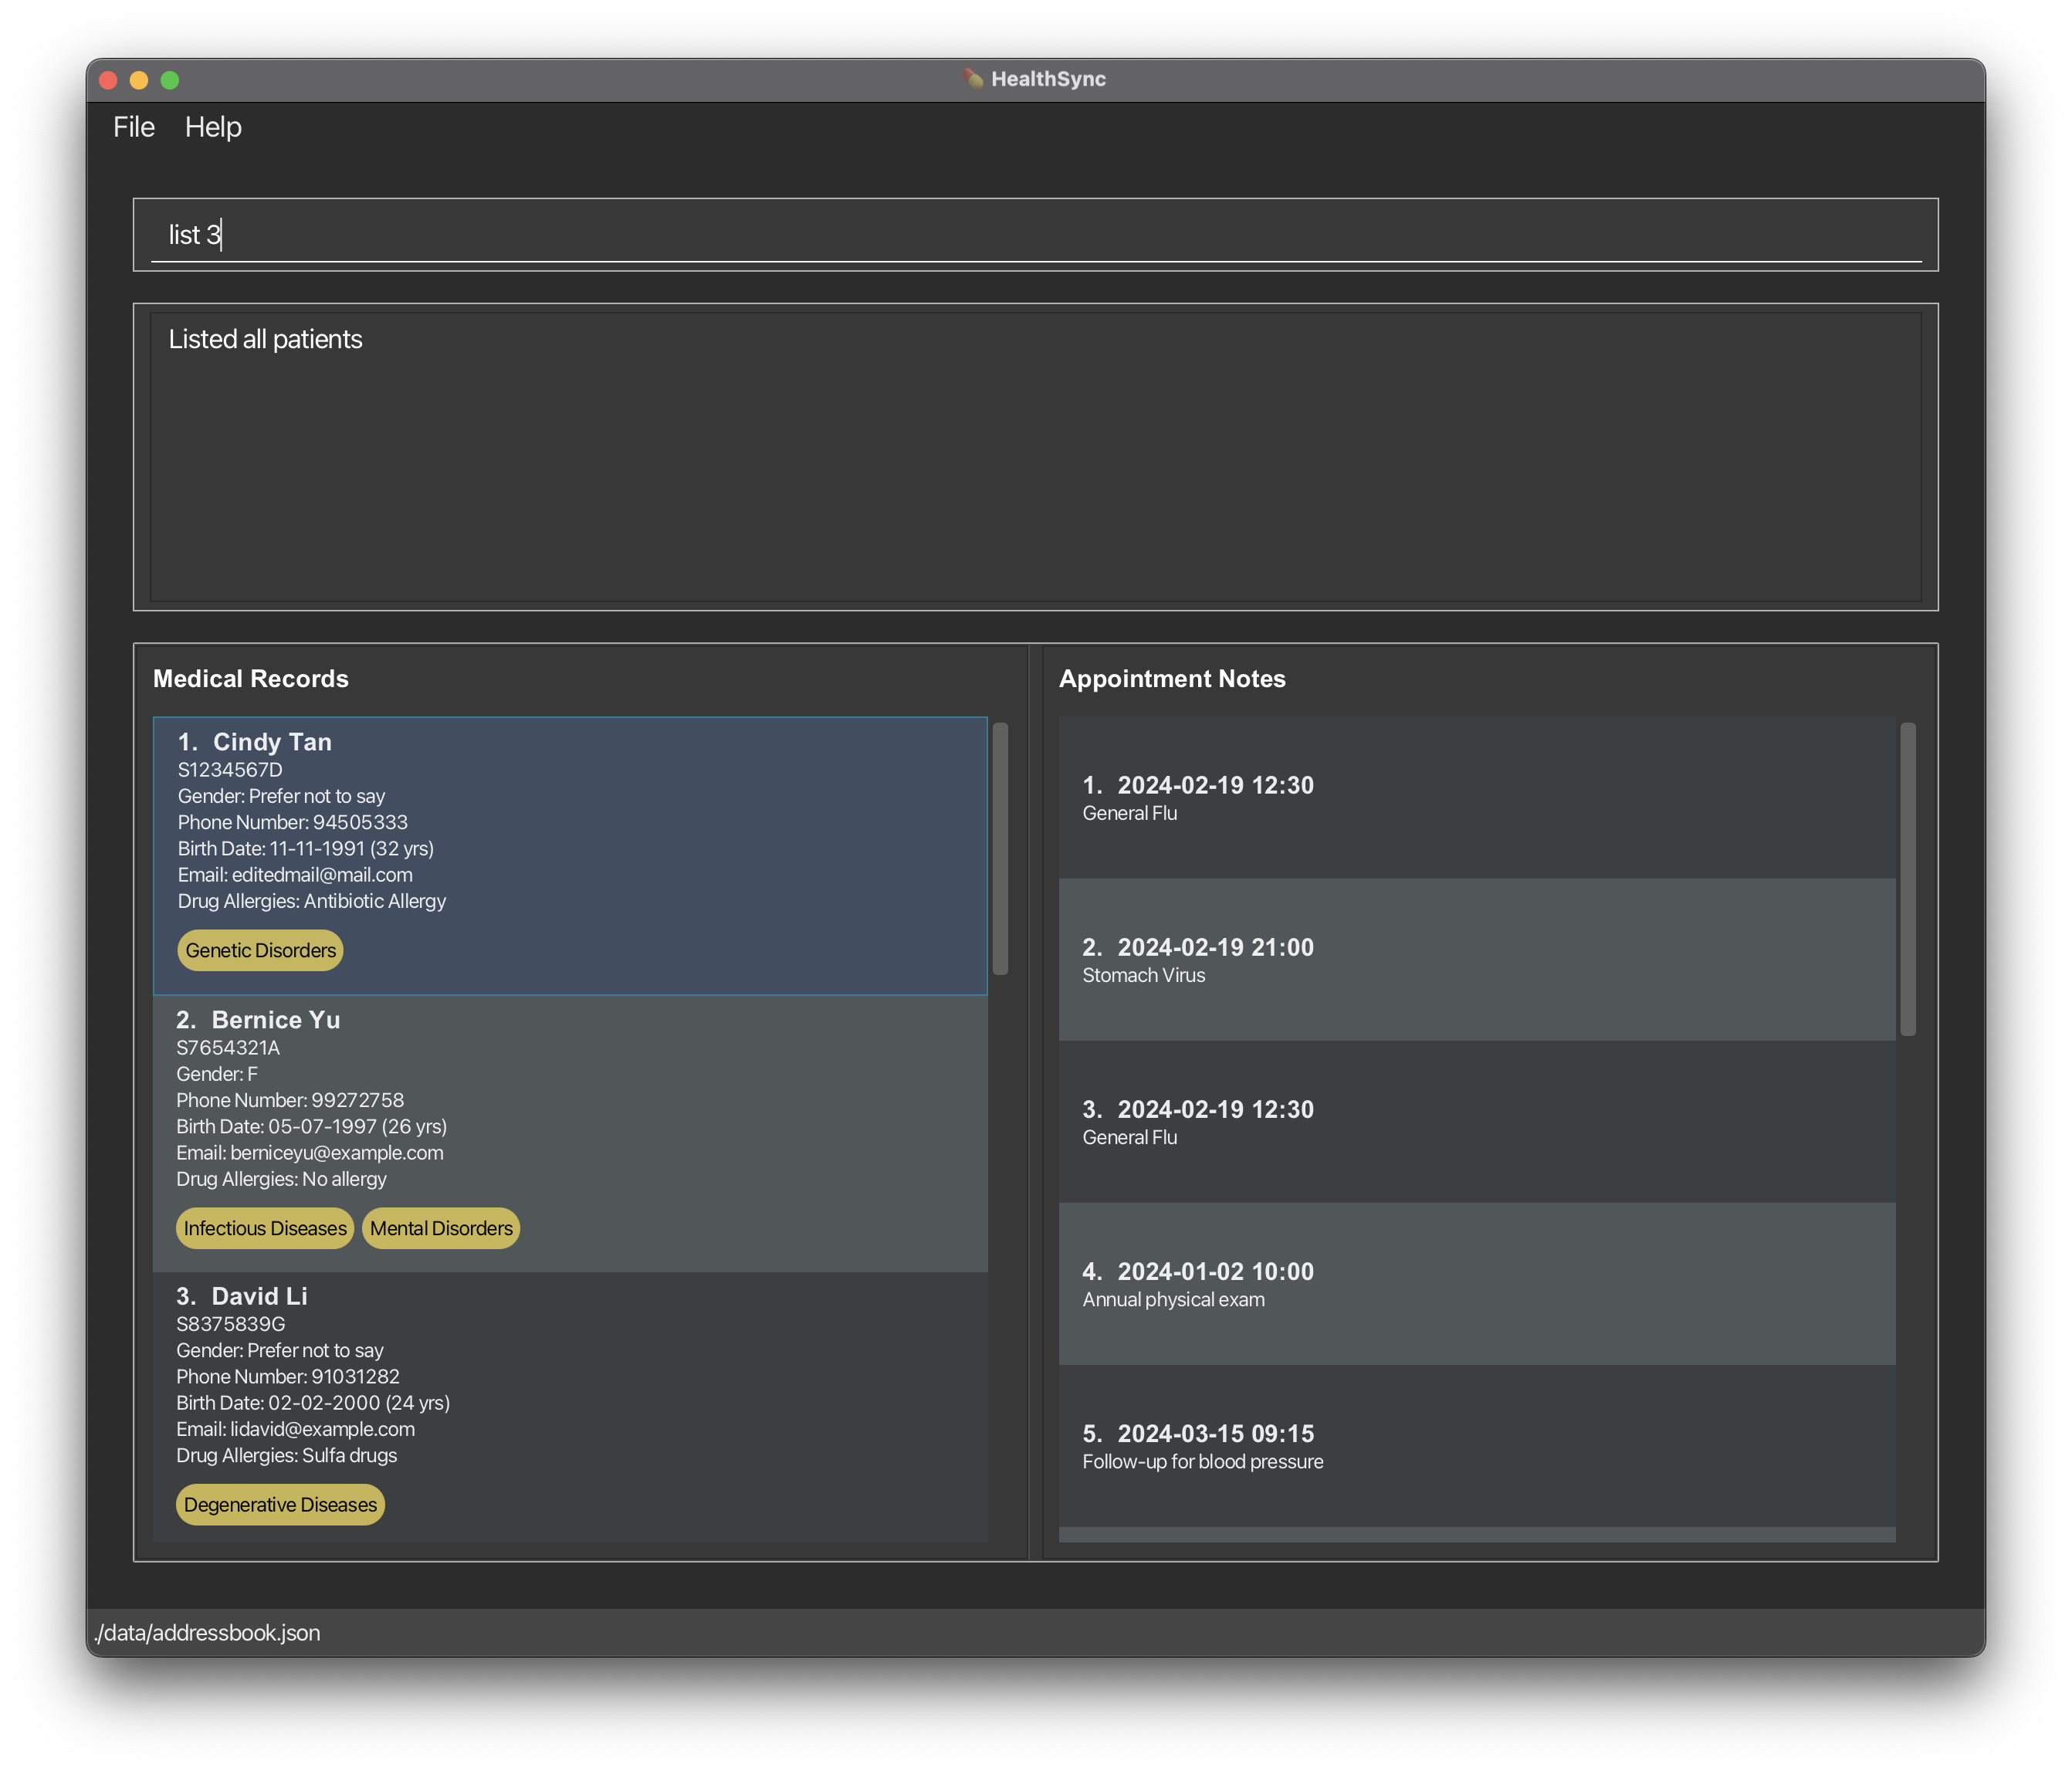 HealthSync
File Help
list 3
Listed all patients
Medical Records
1. Cindy Tan
S1234567D
Gender: Prefer not to say
Phone Number: 94505333
Birth Date: 11-11-1991 (32 yrs)
Email: editedmail@mail.com
Drug Allergies: Antibiotic Allergy
Genetic Disorders
2. Bernice Yu
S7654321A
Gender: F
Phone Number: 99272758
Birth Date: 05-07-1997 (26 yrs)
Email: berniceyu@example.com
Drug Allergies: No allergy
Infectious Diseases Mental Disorders
3. David Li
S8375839G
Gender: Prefer not to say
Phone Number: 91031282
Birth Date: 02-02-2000 (24 yrs)
Email: lidavid@example.com
Drug Allergies: Sulfa drugs
Degenerative Diseases
Appointment Notes
1. 2024-02-19 12:30
General Flu
2. 2024-02-19 21:00
Stomach Virus
3. 2024-02-19 12:30
General Flu
4. 2024-01-02 10:00
Annual physical exam
5. 2024-03-15 09:15
Follow-up for blood pressure
./data/addressbook.json